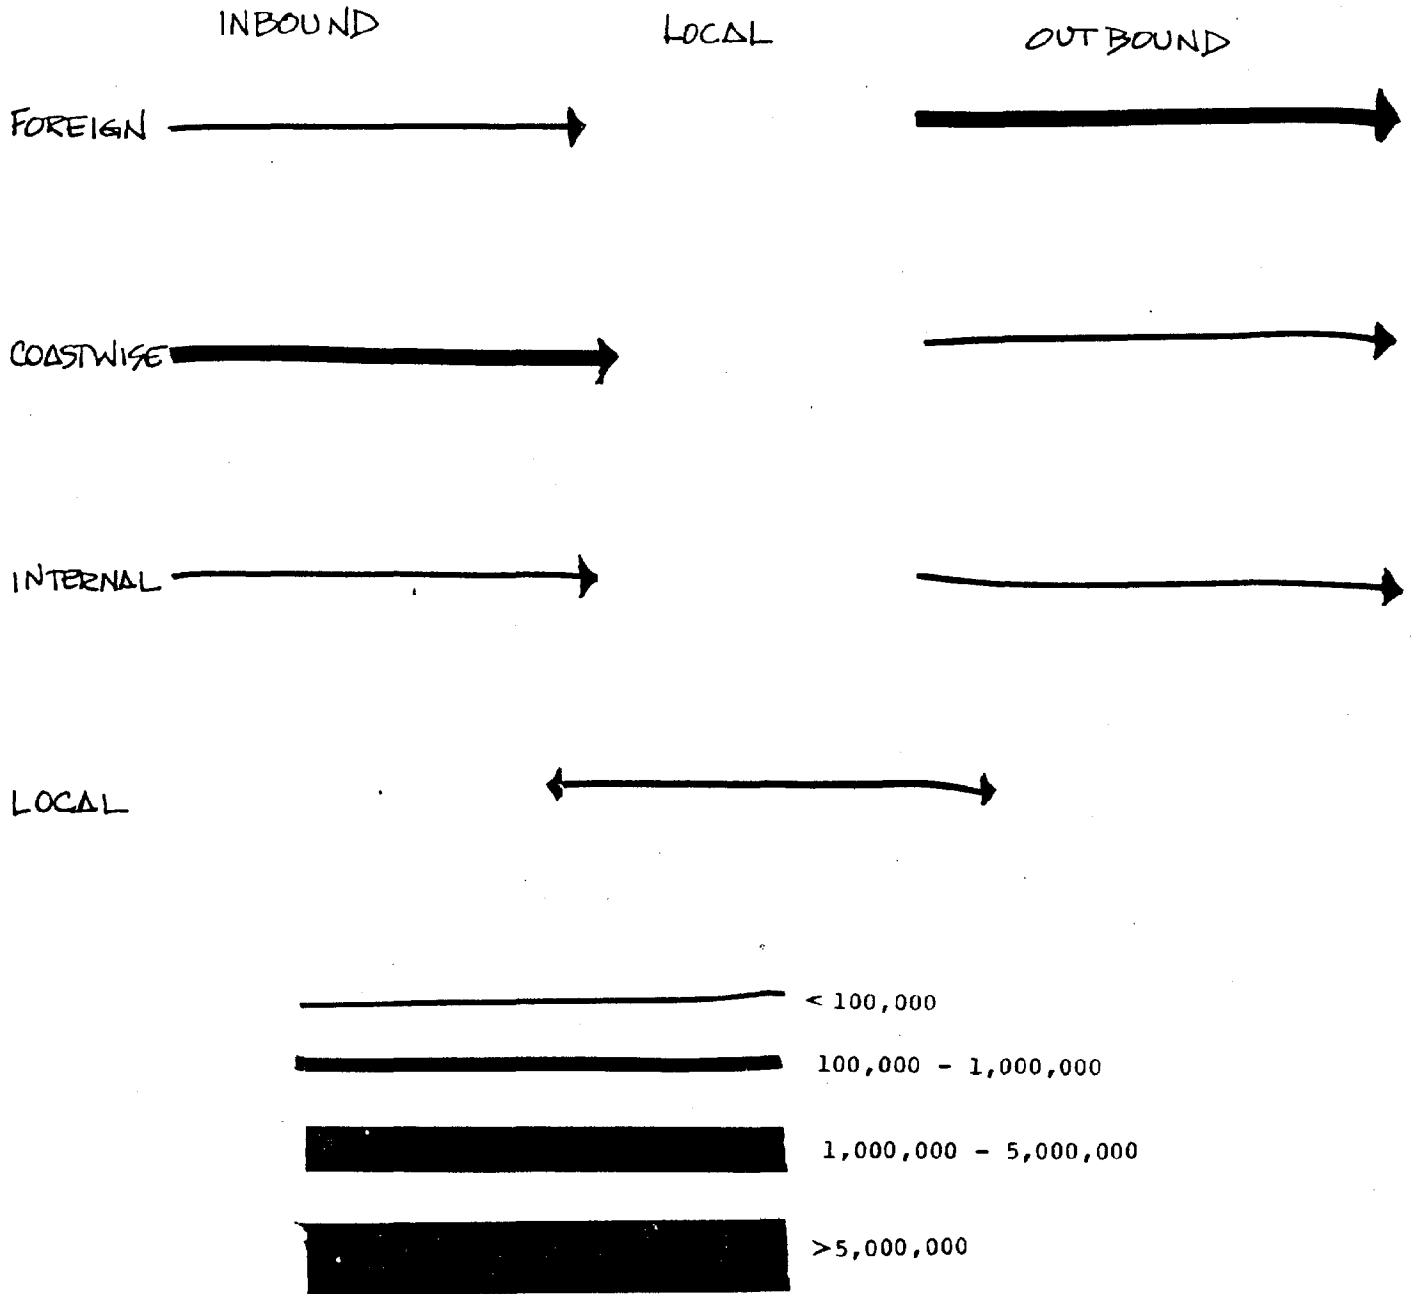 INBOUND LOCAL OUTBOUND
FOREIGN
COASTWISE
INTERNAL
LOCAL
< 100,000
100,000 - 1,000,000
1,000,000 - 5,000,000
>5,000,000